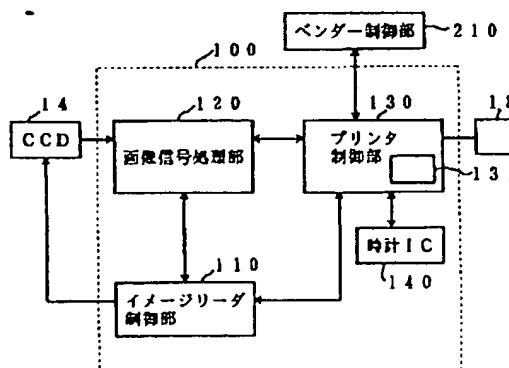 ベンダー制御部
210
100
14
120
130
18
CCD
画像信号処理部
プリンタ
制御部
13
時計IC
110
140
イメージリーダ
制御部